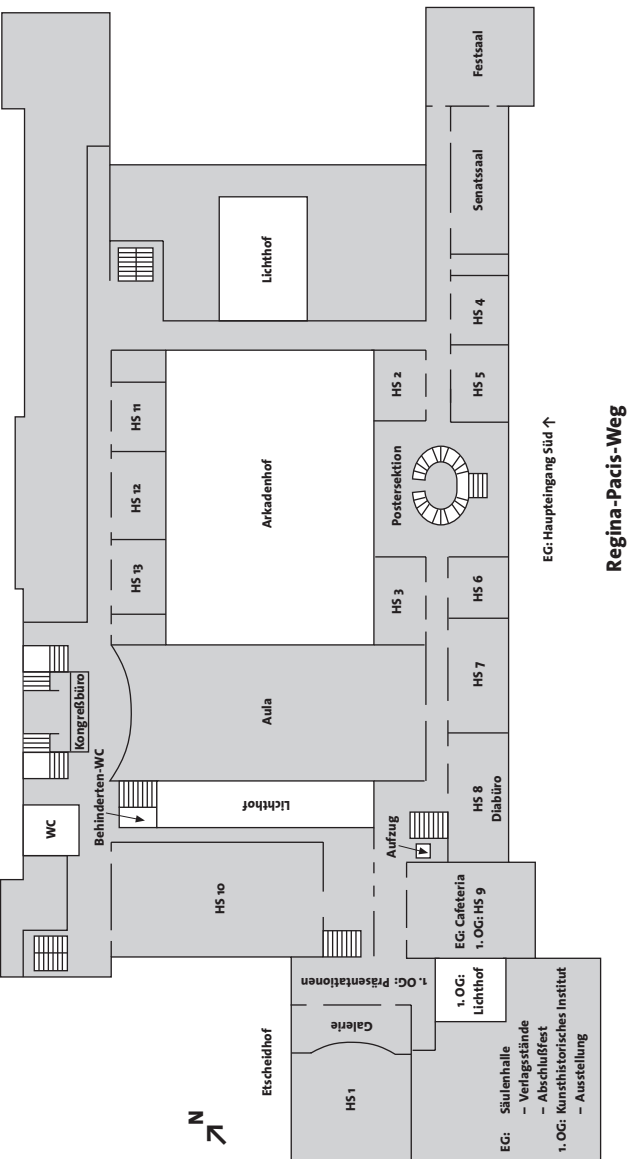 Festsaal
Senatssaal
Lichthof
HS 4
HS 5
HS 2
HS 11
HS 12
HS 13
Arkadenhof
Postersektion
HS 3
HS 6
HS 7
HS 8
Diabüro
EG: Haupteingang Süd ↑
Regina-Pacis-Weg
Kongreßbüro
Aula
Behinderten-WC
WC
Lichthof
Aufzug
HS 10
EG: Cafeteria
1. OG: HS 9
1. OG: Präsentationen
Galerie
HS 1
Etscheidhof
N
1. OG:
Lichthof
EG: Säulenhalle
– Verlagsstände
– Abschlußfest
1. OG: Kunsthistorisches Institut
– Ausstellung